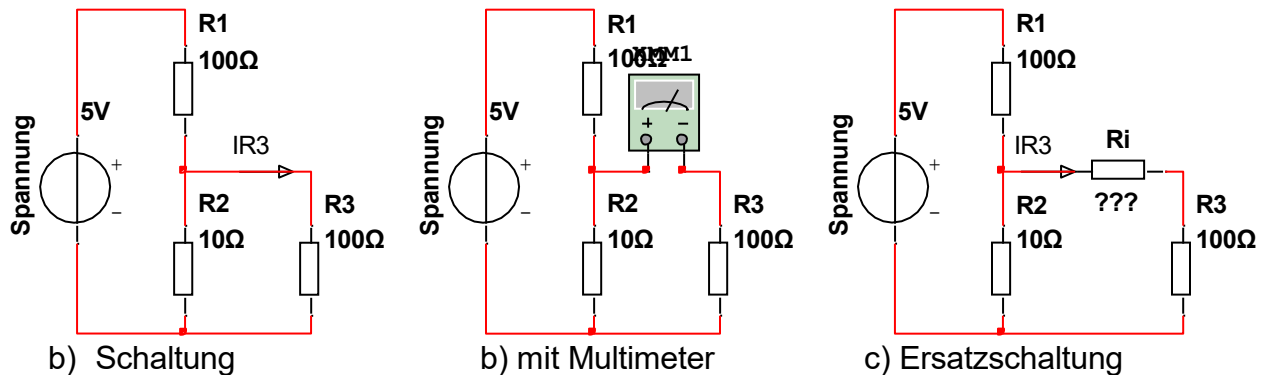 R1
100Ω
5V
Spannung
IR3
R2
10Ω
R3
100Ω
b) Schaltung
R1
100Ω
XMM1
5V
Spannung
R2
10Ω
R3
100Ω
b) mit Multimeter
R1
100Ω
5V
Spannung
IR3
Ri
???
R2
10Ω
R3
100Ω
c) Ersatzschaltung